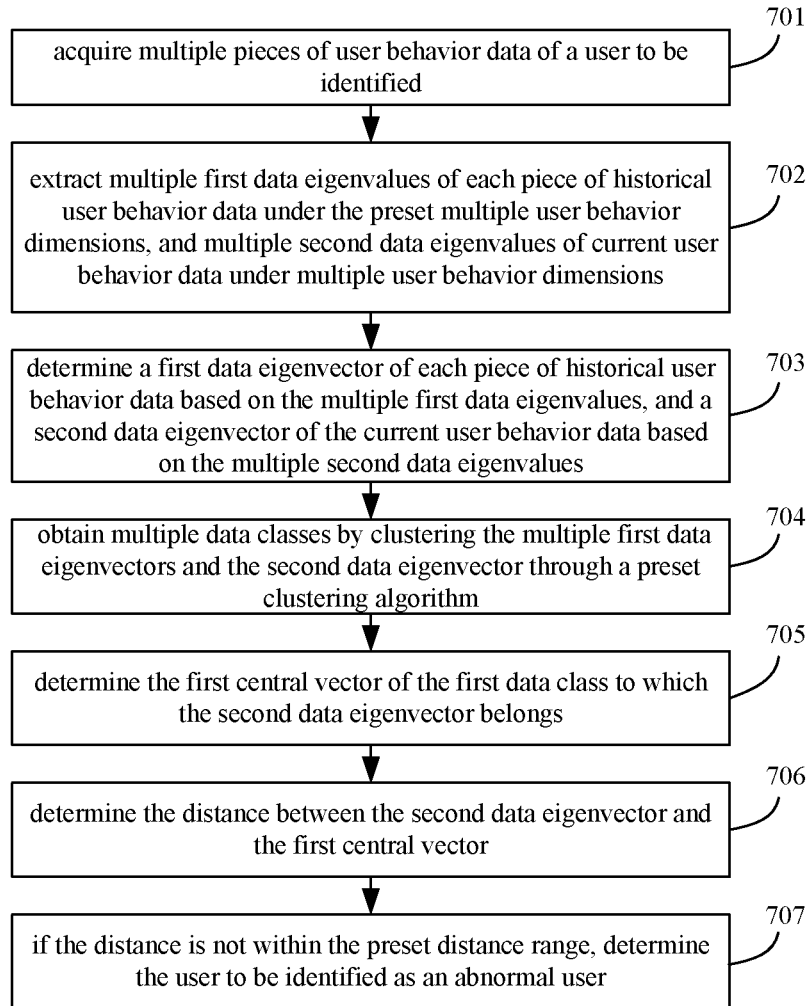 701
acquire multiple pieces of user behavior data of a user to be
identified
702
extract multiple first data eigenvalues of each piece of historical
user behavior data under the preset multiple user behavior
dimensions, and multiple second data eigenvalues of current user
behavior data under multiple user behavior dimensions
703
determine a first data eigenvector of each piece of historical user
behavior data based on the multiple first data eigenvalues, and a
second data eigenvector of the current user behavior data based
on the multiple second data eigenvalues
704
obtain multiple data classes by clustering the multiple first data
eigenvectors and the second data eigenvector through a preset
clustering algorithm
705
determine the first central vector of the first data class to which
the second data eigenvector belongs
706
determine the distance between the second data eigenvector and
the first central vector
707
if the distance is not within the preset distance range, determine
the user to be identified as an abnormal user